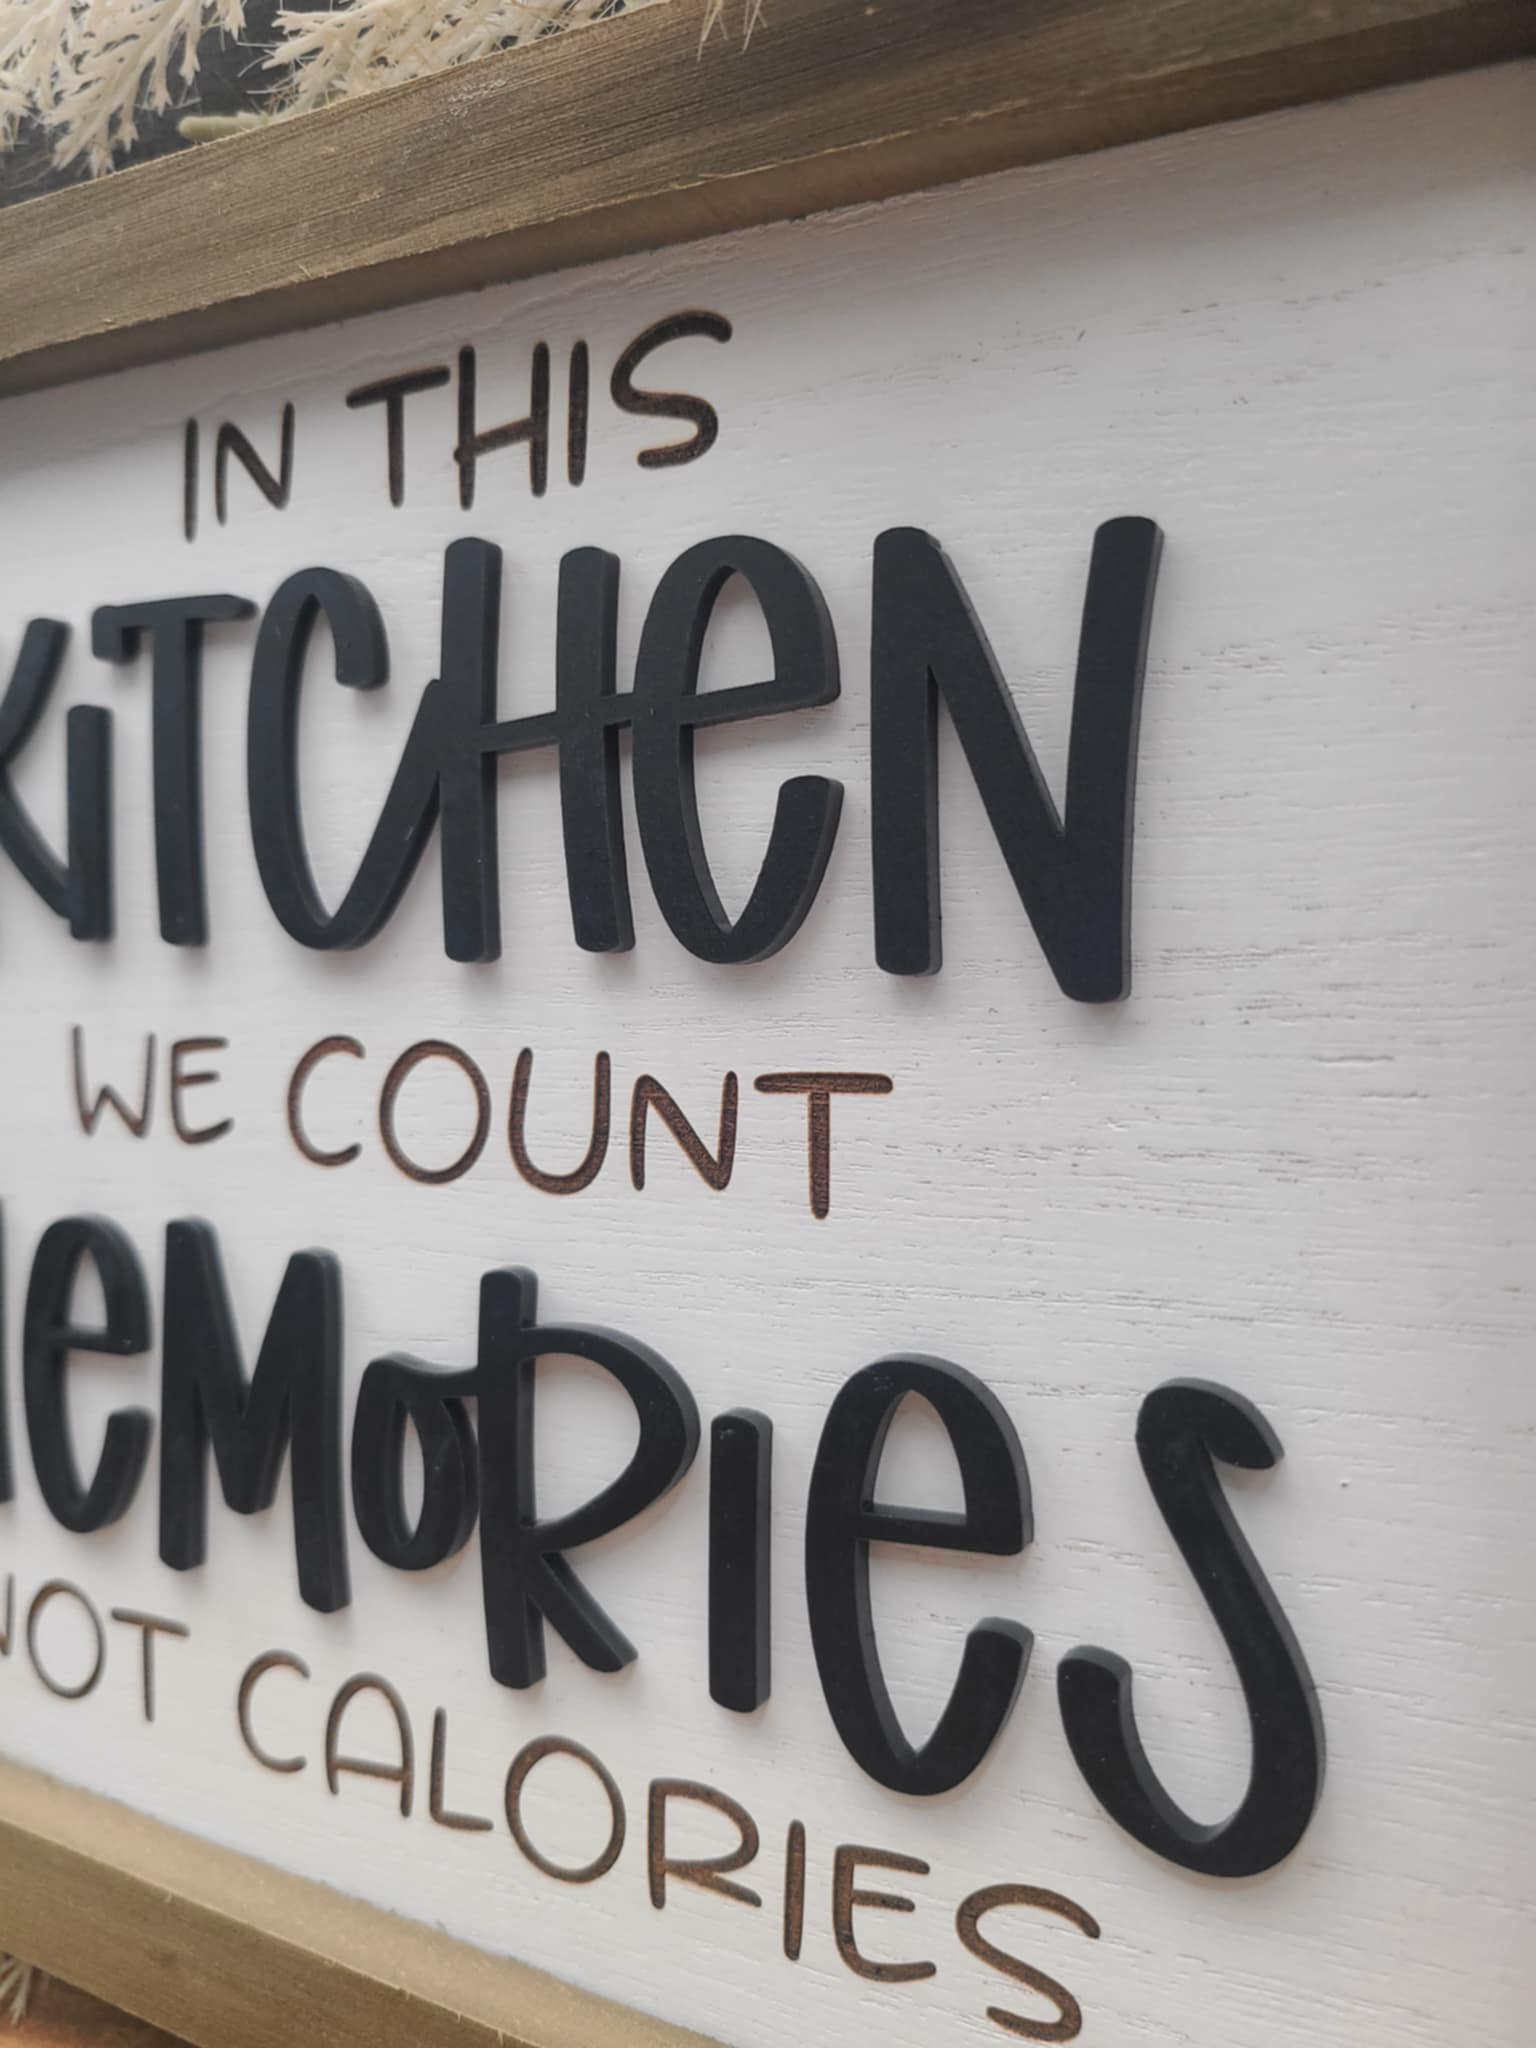 IN THIS
KiTCHeN
WE COUNT
MeMoRIeS
NOT CALORIES